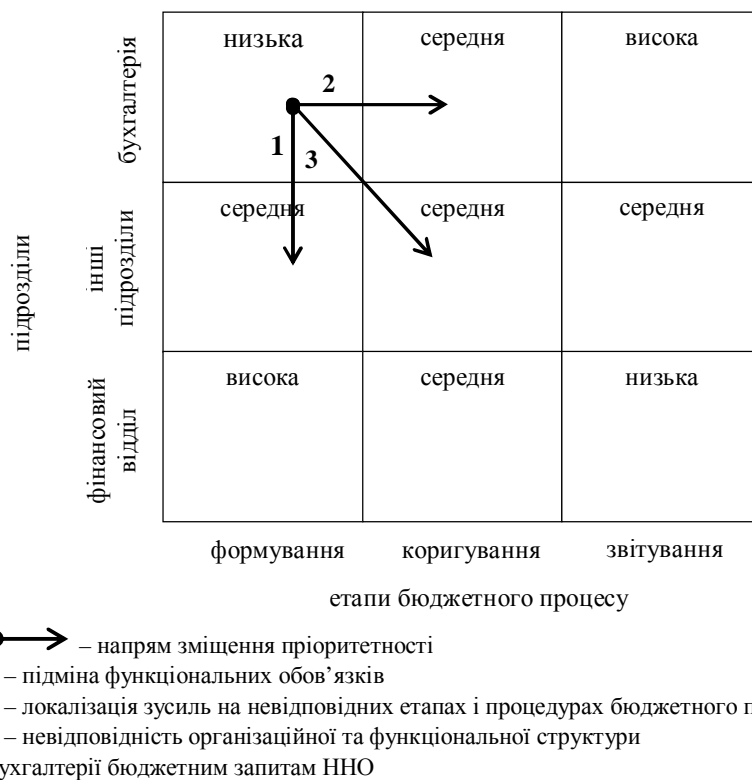 низька середня висока
бухгалтерія
2
1 3
середня середня середня
підрозділи
інші
підрозділи
висока середня низька
фінансовий
відділ
формування коригування звітування
етапи бюджетного процесу
– напрям зміщення пріоритетності
– підміна функціональних обов’язків
– локалізація зусиль на невідповідних етапах і процедурах бюджетного
– невідповідність організаційної та функціональної структури
бюджетним запитам ННО